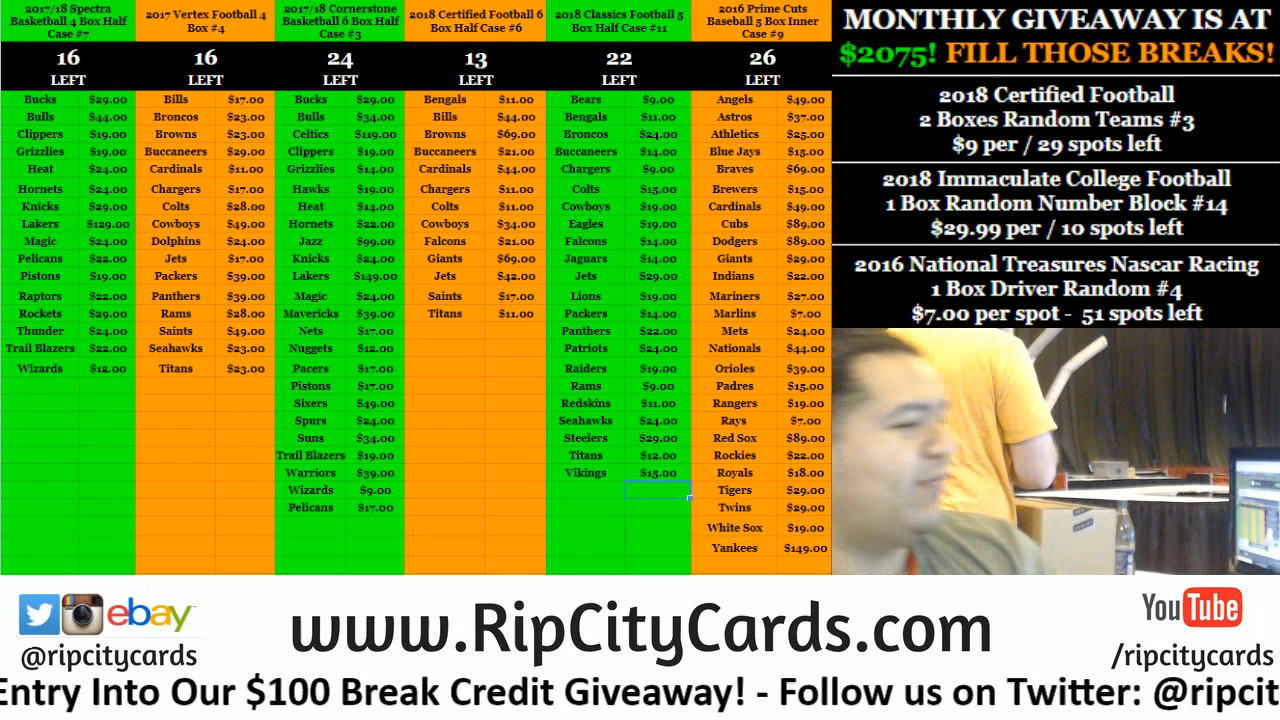 2017/18 Spectra
Basketball 4 Box Half
Case #7
16
LEFT
Bucks $29.00
Bulls $44.00
Clippers $19.00
Grizzlies $19.00
Heat $24.00
Hornets $24.00
Knicks $29.00
Lakers $129.00
Magic $24.00
Pelicans $22.00
Pistons $19.00
Raptors $22.00
Rockets $29.00
Thunder $24.00
Trail Blazers $22.00
Wizards $12.00
2017 Vertex Football 4
Box #4
16
LEFT
Bills $17.00
Broncos $23.00
Browns $23.00
Buccaneers $29.00
Cardinals $11.00
Chargers $17.00
Colts $28.00
Cowboys $49.00
Dolphins $24.00
Jets $17.00
Packers $39.00
Panthers $39.00
Rams $28.00
Saints $49.00
Seahawks $23.00
Titans $23.00
2017/18 Cornerstone
Basketball 6 Box Half
Case #3
24
LEFT
Bucks $29.00
Bulls $34.00
Celtics $119.00
Clippers $19.00
Grizzlies $14.00
Hawks $19.00
Heat $14.00
Hornets $22.00
Jazz $99.00
Knicks $24.00
Lakers $149.00
Magic $24.00
Mavericks $39.00
Nets $17.00
Nuggets $12.00
Pacers $17.00
Pistons $17.00
Sixers $49.00
Spurs $24.00
Suns $34.00
Trail Blazers $19.00
Warriors $39.00
Wizards $9.00
Pelicans $17.00
2018 Certified Football 6
Box Half Case #6
13
LEFT
Bengals $11.00
Bills $44.00
Browns $69.00
Buccaneers $21.00
Cardinals $44.00
Chargers $11.00
Colts $11.00
Cowboys $34.00
Falcons $21.00
Giants $69.00
Jets $42.00
Saints $17.00
Titans $11.00
2018 Classics Football 5
Box Half Case #11
22
LEFT
Bears $9.00
Bengals $11.00
Broncos $24.00
Buccaneers $14.00
Chargers $9.00
Colts $15.00
Cowboys $19.00
Eagles $19.00
Falcons $14.00
Jaguars $14.00
Jets $29.00
Lions $19.00
Packers $14.00
Panthers $22.00
Patriots $24.00
Raiders $19.00
Rams $9.00
Redskins $11.00
Seahawks $24.00
Steelers $29.00
Titans $12.00
Vikings $15.00
2016 Prime Cuts
Baseball 5 Box Inner
Case #9
26
LEFT
Angels $49.00
Astros $37.00
Athletics $25.00
Blue Jays $15.00
Braves $69.00
Brewers $15.00
Cardinals $49.00
Cubs $89.00
Dodgers $89.00
Giants $29.00
Indians $22.00
Mariners $27.00
Marlins $7.00
Mets $24.00
Nationals $44.00
Orioles $39.00
Padres $15.00
Rangers $19.00
Rays $7.00
Red Sox $89.00
Rockies $22.00
Royals $18.00
Tigers $29.00
Twins $29.00
White Sox $19.00
Yankees $149.00
MONTHLY GIVEAWAY IS AT
$2075! FILL THOSE BREAKS!
2018 Certified Football
2 Boxes Random Teams #3
$9 per / 29 spots left
2018 Immaculate College Football
1 Box Random Number Block #14
$29.99 per / 10 spots left
2016 National Treasures Nascar Racing
1 Box Driver Random #4
$7.00 per spot - 51 spots left
ebay
@ripcitycards
www.RipCityCards.com
YouTube
/ripcitycards
Entry Into Our $100 Break Credit Giveaway! - Follow us on Twitter: @ripcit